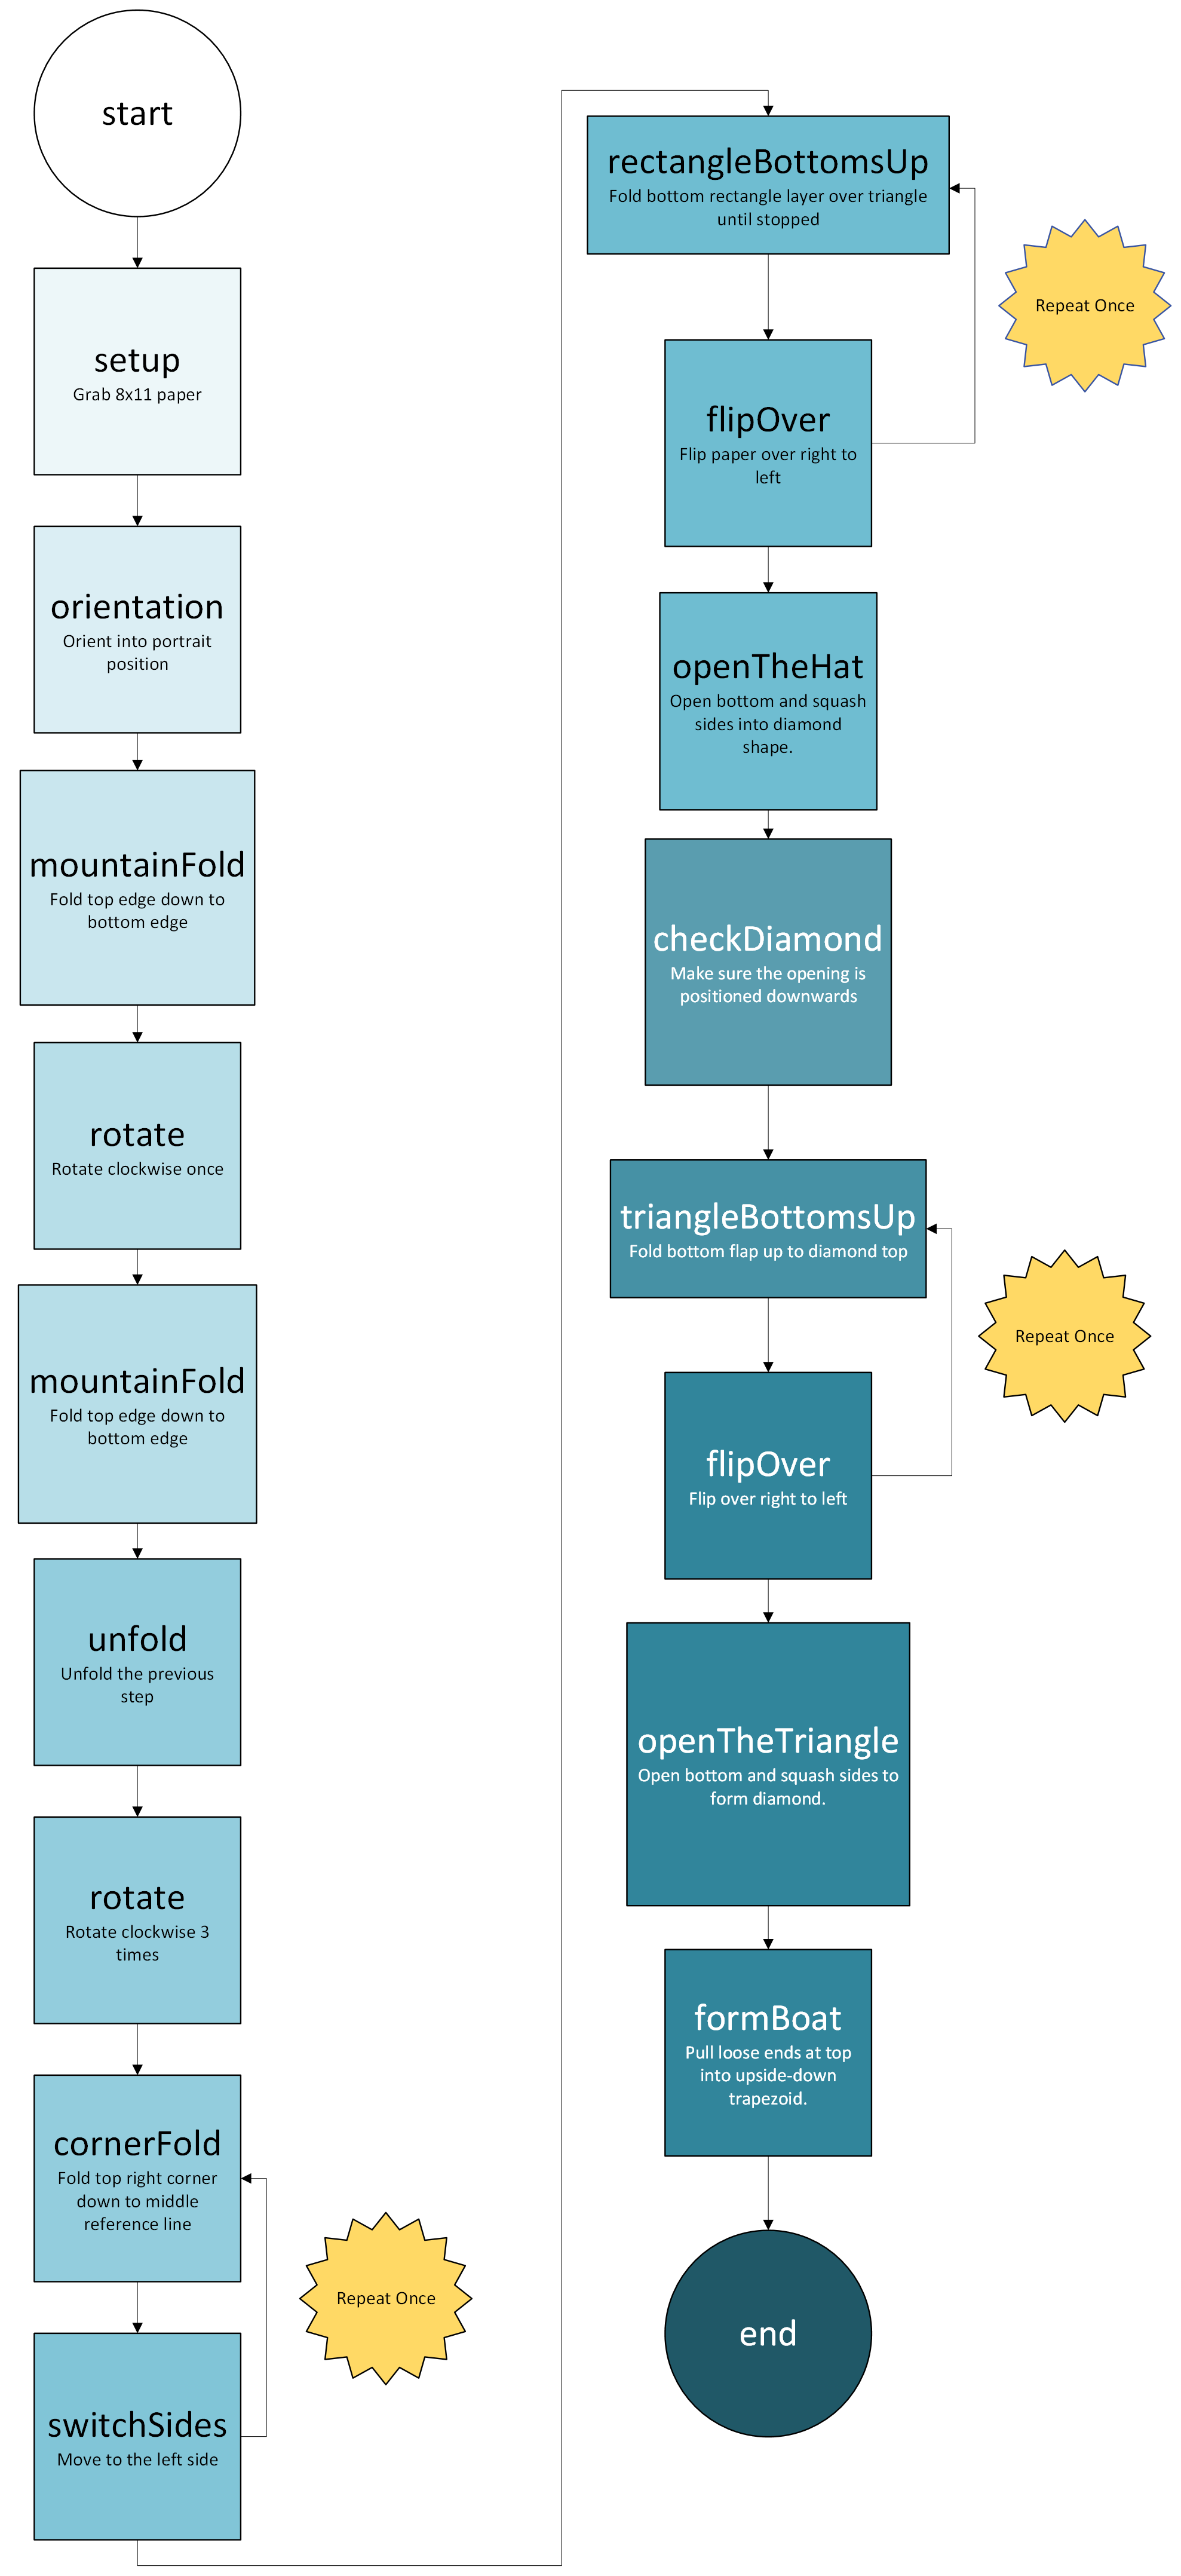 start
setup
Grab 8x11 paper
orientation
Orient into portrait
position
mountainFold
Fold top edge down to
bottom edge
rotate
Rotate clockwise once
mountainFold
Fold top edge down to
bottom edge
unfold
Unfold the previous
step
rotate
Rotate clockwise 3
times
cornerFold
Fold top right corner
down to middle
reference line
Repeat Once
switchSides
Move to the left side
rectangleBottomsUp
Fold bottom rectangle layer over triangle
until stopped
Repeat Once
flipOver
Flip paper over right to
left
openTheHat
Open bottom and squash
sides into diamond
shape.
checkDiamond
Make sure the opening is
positioned downwards
triangleBottomsUp
Fold bottom flap up to diamond top
Repeat Once
flipOver
Flip over right to left
openTheTriangle
Open bottom and squash sides to
form diamond.
formBoat
Pull loose ends at top
into upside-down
trapezoid.
end